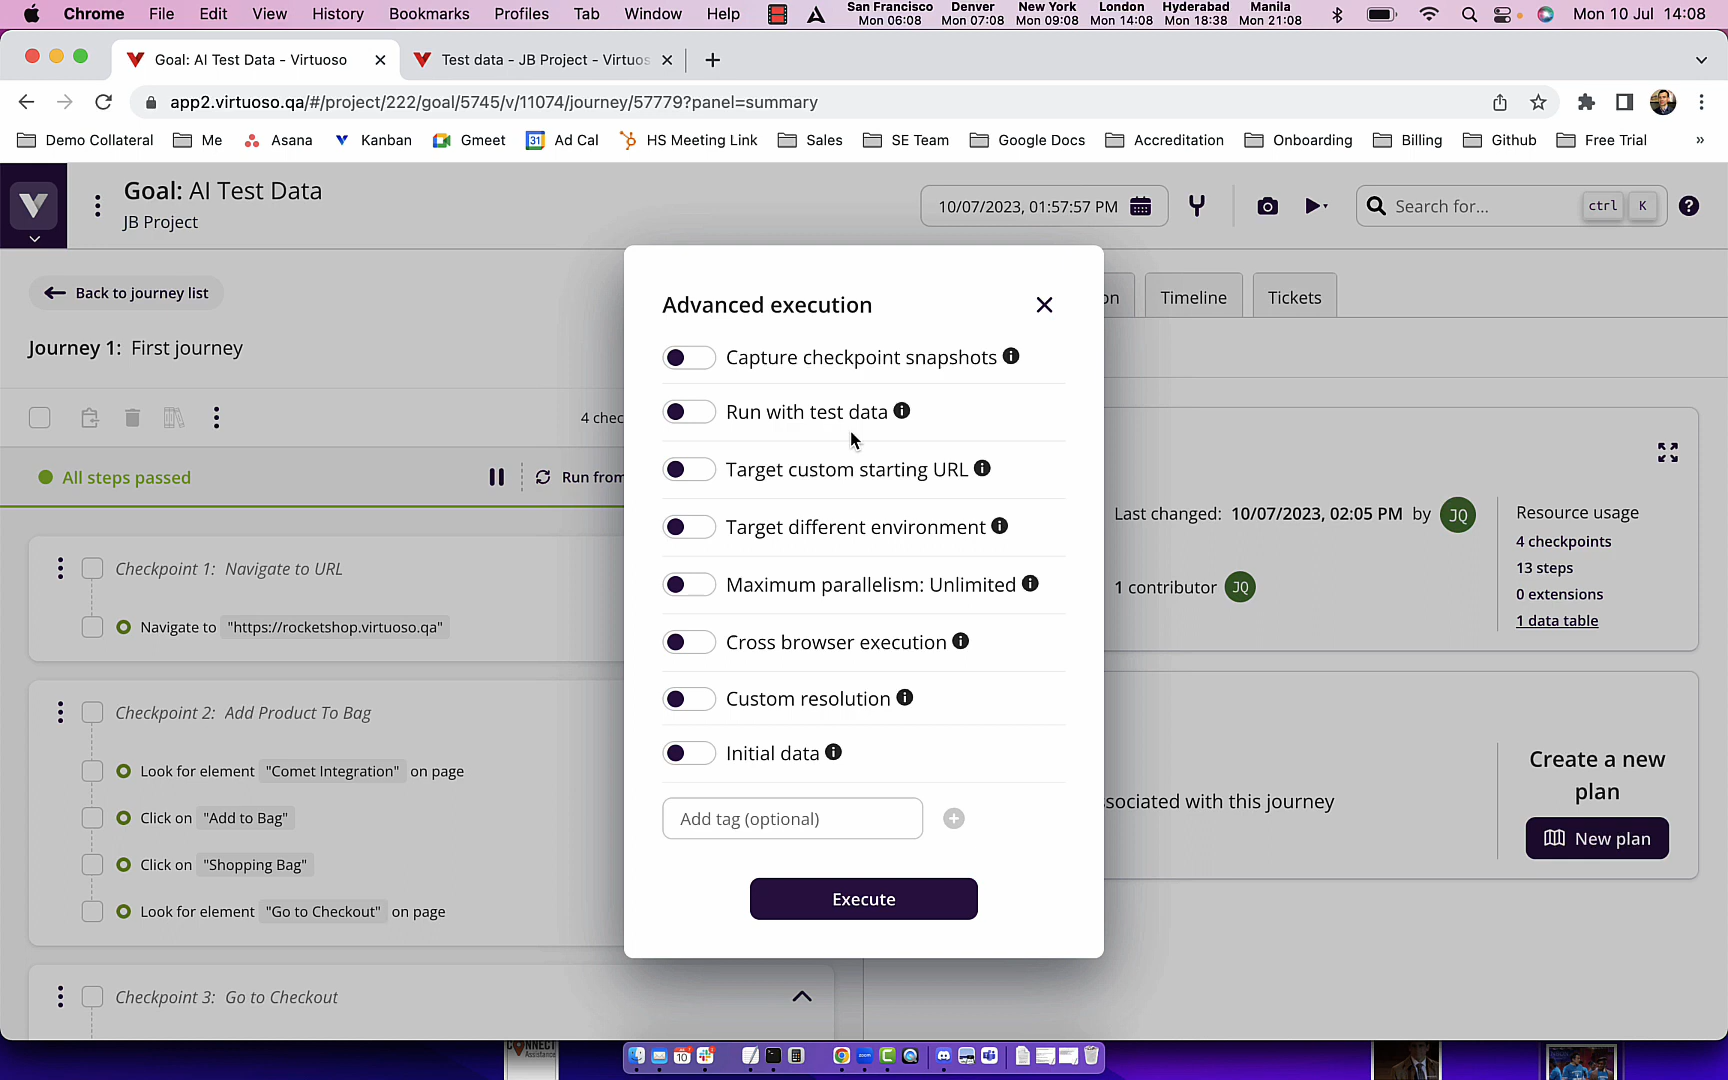 Chrome File Edit View History Bookmarks Profiles Tab Window Help
San Francisco Denver New York London Hyderabad Manila
Mon 06:08 Mon 07:08 Mon 09:08 Mon 14:08 Mon 18:38 Mon 21:08
Mon 10 Jul 14:08
Goal: AI Test Data - Virtuoso
Test data - JB Project - Virtuos
app2.virtuoso.qa/#/project/222/goal/5745/v/11074/journey/57779?panel=summary
Demo Collateral Me Asana Kanban Gmeet Ad Cal HS Meeting Link Sales SE Team Google Docs Accreditation Onboarding Billing Github Free Trial »
Goal: AI Test Data
JB Project
10/07/2023, 01:57:57 PM
Search for... ctrl K
Back to journey list
on Timeline Tickets
Journey 1: First journey
4 chec
All steps passed
Run from
Checkpoint 1: Navigate to URL
Navigate to "https://rocketshop.virtuoso.qa"
Checkpoint 2: Add Product To Bag
Look for element "Comet Integration" on page
Click on "Add to Bag"
Click on "Shopping Bag"
Look for element "Go to Checkout" on page
Checkpoint 3: Go to Checkout
Advanced execution
Capture checkpoint snapshots
Run with test data
Target custom starting URL
Target different environment
Maximum parallelism: Unlimited
Cross browser execution
Custom resolution
Initial data
Add tag (optional)
Execute
Last changed: 10/07/2023, 02:05 PM by JQ
1 contributor JQ
Resource usage
4 checkpoints
13 steps
0 extensions
1 data table
sociated with this journey
Create a new
plan
New plan
CONNECT
Assistance
10
zoom